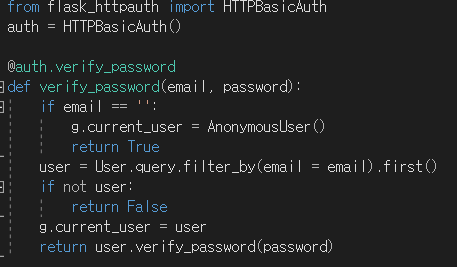 from flask_httpauth import HTTPBasicAuth
auth = HTTPBasicAuth()

@auth.verify_password
def verify_password(email, password):
    if email == '':
        g.current_user = AnonymousUser()
        return True
    user = User.query.filter_by(email = email).first()
    if not user:
        return False
    g.current_user = user
    return user.verify_password(password)